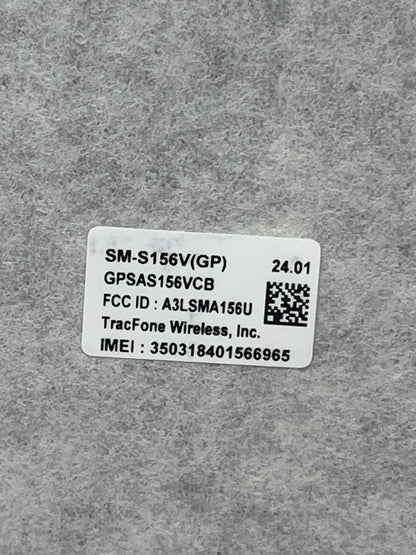 SM-S156V(GP) 24.01
GPSAS156VCB
FCC ID : A3LSMA156U
TracFone Wireless, Inc.
IMEI : 350318401566965